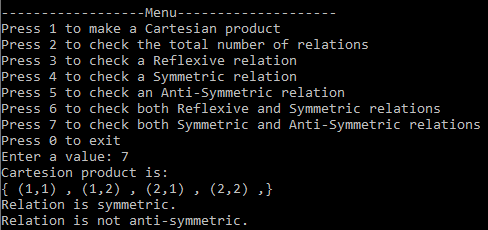 ------------------Menu--------------------
Press 1 to make a Cartesian product
Press 2 to check the total number of relations
Press 3 to check a Reflexive relation
Press 4 to check a Symmetric relation
Press 5 to check an Anti-Symmetric relation
Press 6 to check both Reflexive and Symmetric relations
Press 7 to check both Symmetric and Anti-Symmetric relations
Press 0 to exit
Enter a value: 7
Cartesion product is:
{ (1,1) , (1,2) , (2,1) , (2,2) ,}
Relation is symmetric.
Relation is not anti-symmetric.